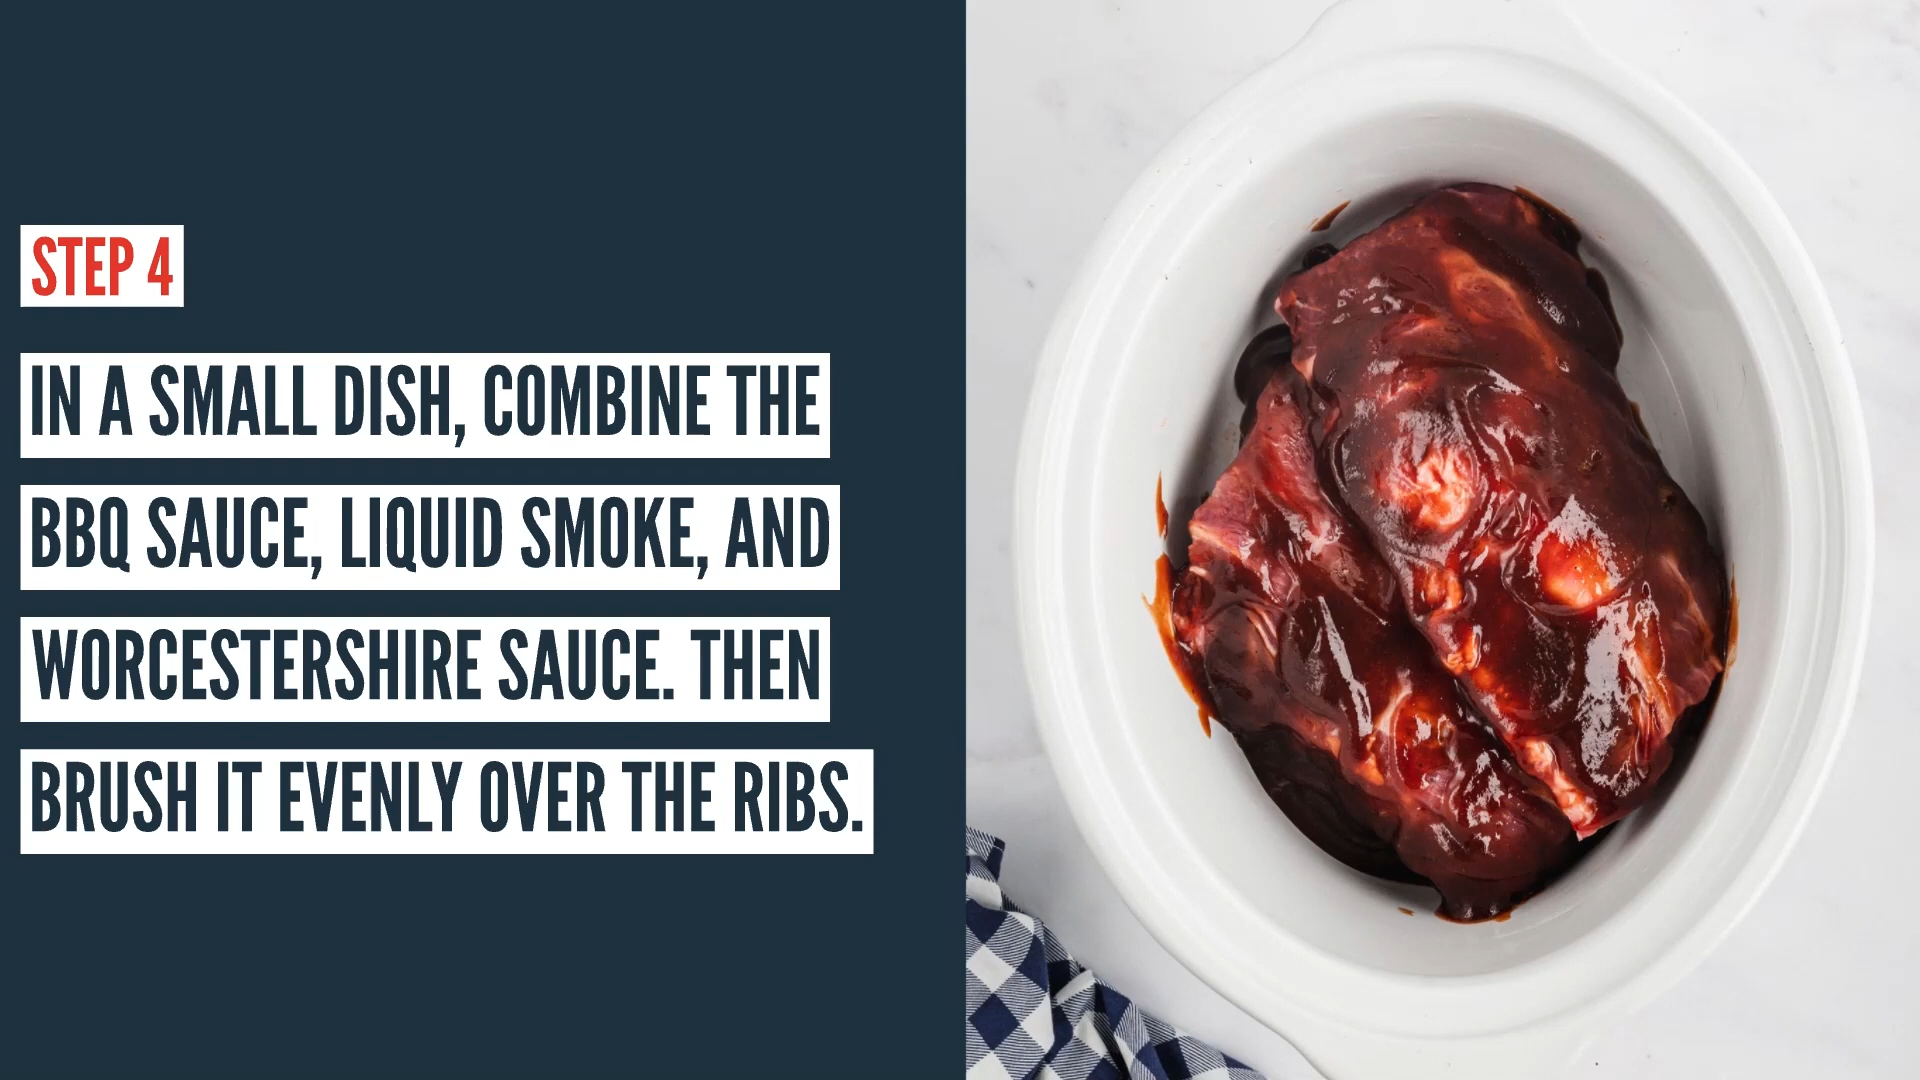 STEP 4
IN A SMALL DISH, COMBINE THE
BBQ SAUCE, LIQUID SMOKE, AND
WORCESTERSHIRE SAUCE. THEN
BRUSH IT EVENLY OVER THE RIBS.